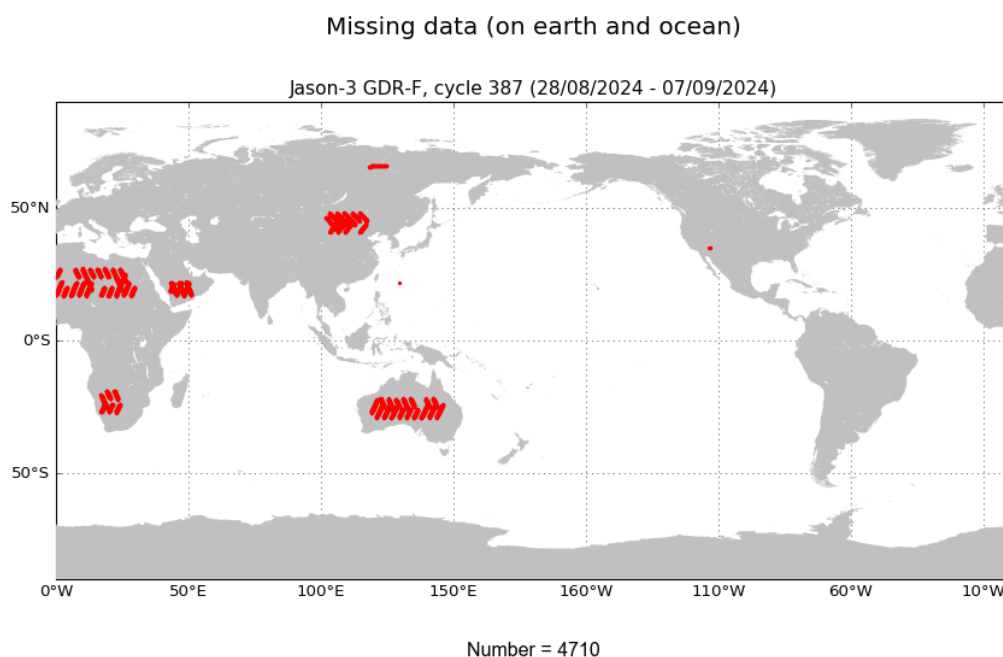 Missing data (on earth and ocean)
Jason-3 GDR-F, cycle 387 (28/08/2024 - 07/09/2024)
50°N
0°S
50°S
0°W
50°E
100°E
150°E
160°W
110°W
60°W
10°W
Number = 4710